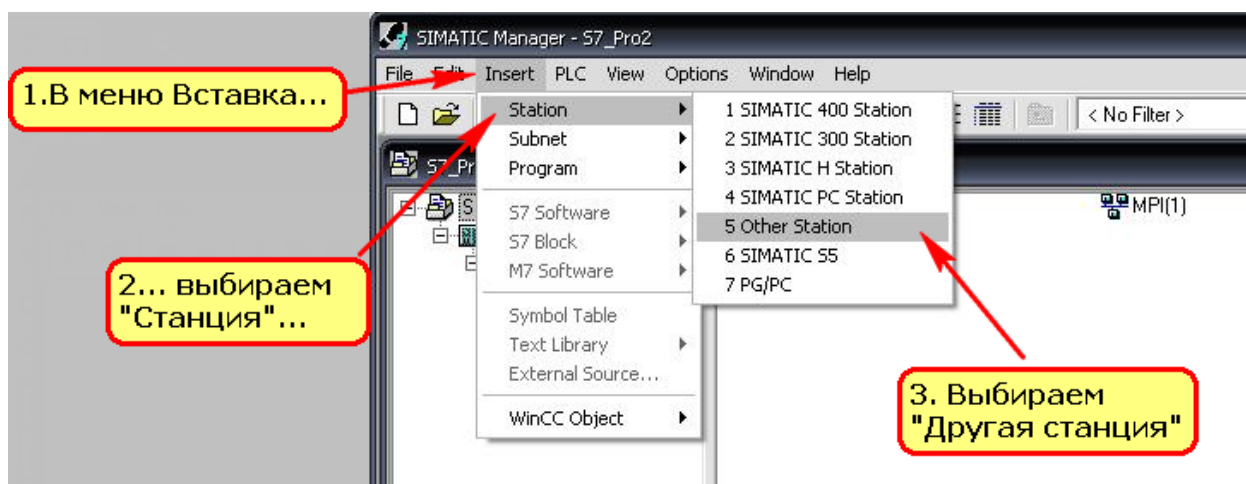 SIMATIC Manager - S7_Pro2
File Edit Insert PLC View Options Window Help
1.В меню Вставка...
< No Filter >
Station
Subnet
Program
S7 Software
S7 Block
M7 Software
Symbol Table
Text Library
External Source...
WinCC Object
1 SIMATIC 400 Station
2 SIMATIC 300 Station
3 SIMATIC H Station
4 SIMATIC PC Station
5 Other Station
6 SIMATIC S5
7 PG/PC
S7_Pr
S
MPI(1)
2... выбираем
"Станция"...
3. Выбираем
"Другая станция"